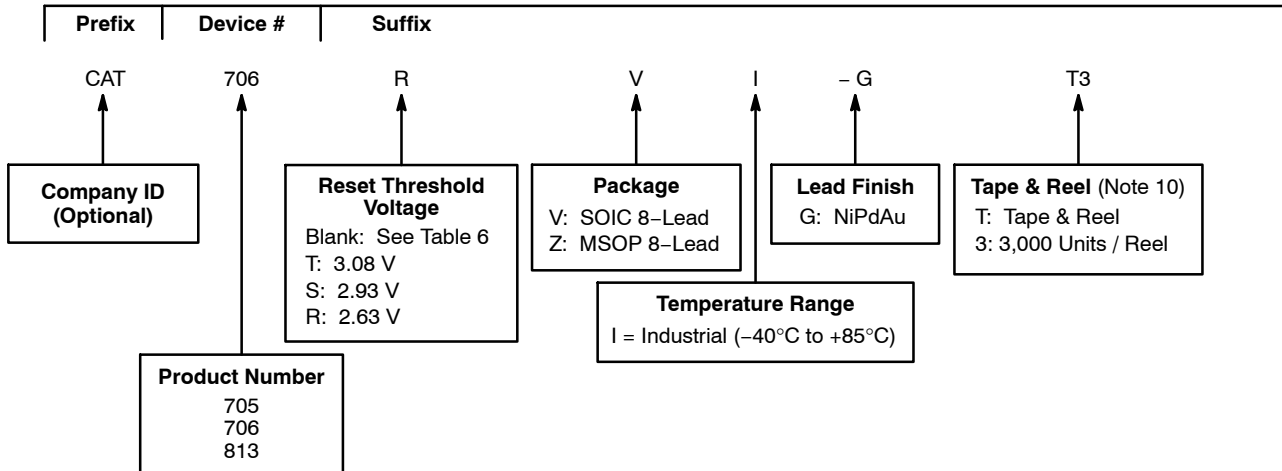 Prefix Device # Suffix
CAT 706 R V I – G T3
Company ID
(Optional)
Reset Threshold
Voltage
Blank: See Table 6
T: 3.08 V
S: 2.93 V
R: 2.63 V
Package
V: SOIC 8–Lead
Z: MSOP 8–Lead
Lead Finish
G: NiPdAu
Tape & Reel (Note 10)
T: Tape & Reel
3: 3,000 Units / Reel
Temperature Range
I = Industrial (–40°C to +85°C)
Product Number
705
706
813